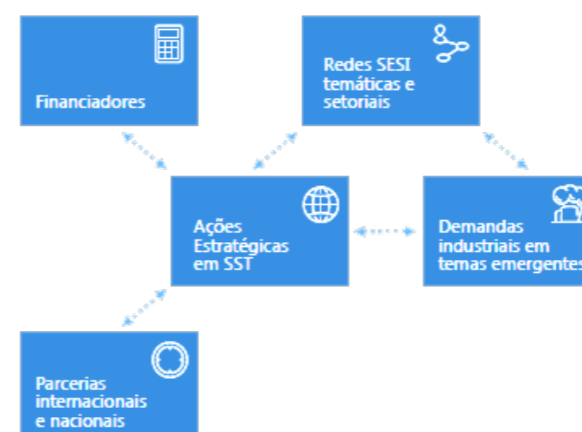 Financiadores
Redes SESI
temáticas e
setoriais
Ações
Estratégicas
em SST
Demandas
industriais em
temas emergentes
Parcerias
internacionais
e nacionais